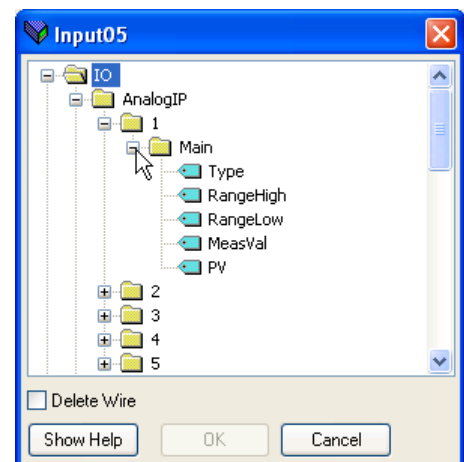 Input05
IO
AnalogIP
1
Main
Type
RangeHigh
RangeLow
MeasVal
PV
2
3
4
5
Delete Wire
Show Help OK Cancel